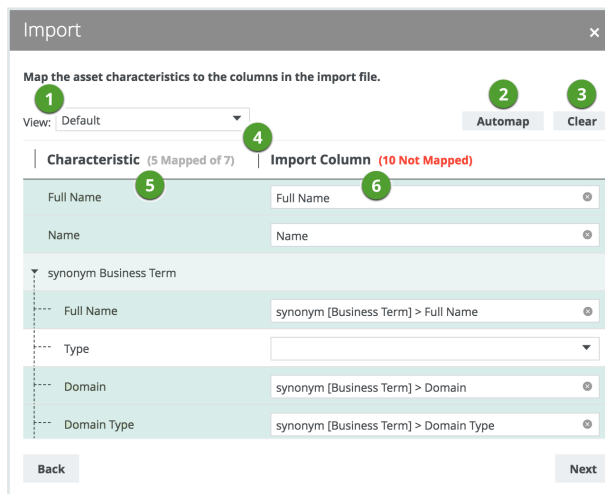 Import ×
Map the asset characteristics to the columns in the import file.
1 2 3
View: Default Automap Clear
4
Characteristic (5 Mapped of 7) Import Column (10 Not Mapped)
5 6
Full Name Full Name
Name Name
synonym Business Term
Full Name synonym [Business Term] > Full Name
Type
Domain synonym [Business Term] > Domain
Domain Type synonym [Business Term] > Domain Type
Back Next